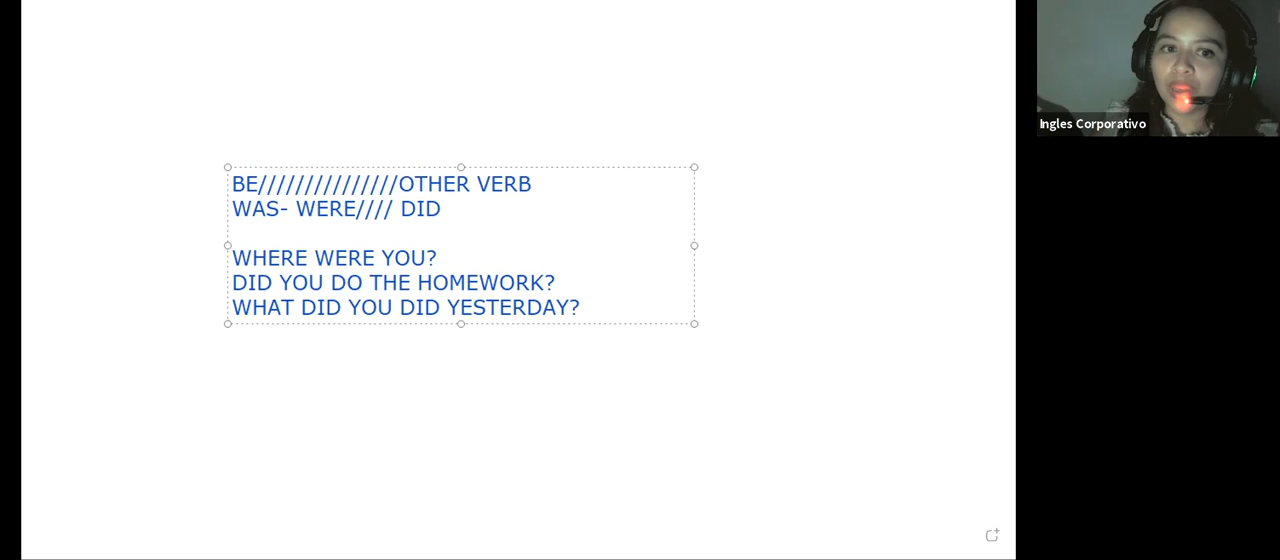 BE///////////////OTHER VERB
WAS- WERE//// DID
WHERE WERE YOU?
DID YOU DO THE HOMEWORK?
WHAT DID YOU DID YESTERDAY?
Ingles Corporativo